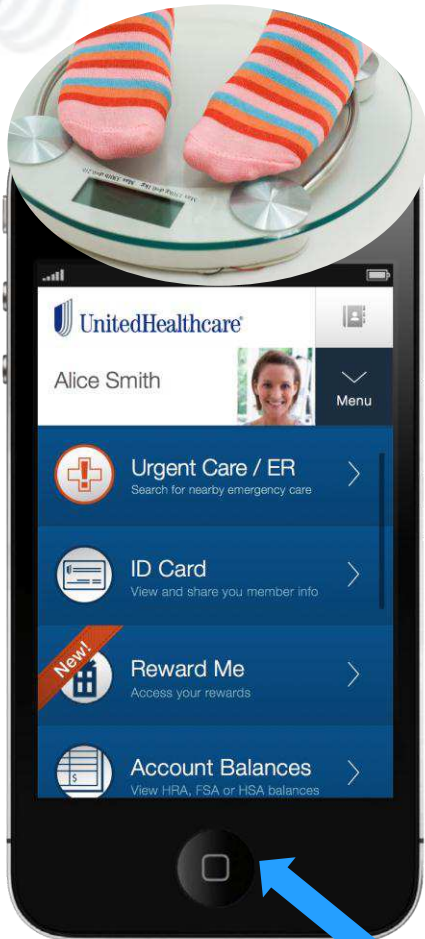 UnitedHealthcare®
Alice Smith
Menu
Urgent Care / ER
Search for nearby emergency care
ID Card
View and share you member info
New!
Reward Me
Access your rewards
Account Balances
View HRA, FSA or HSA balances